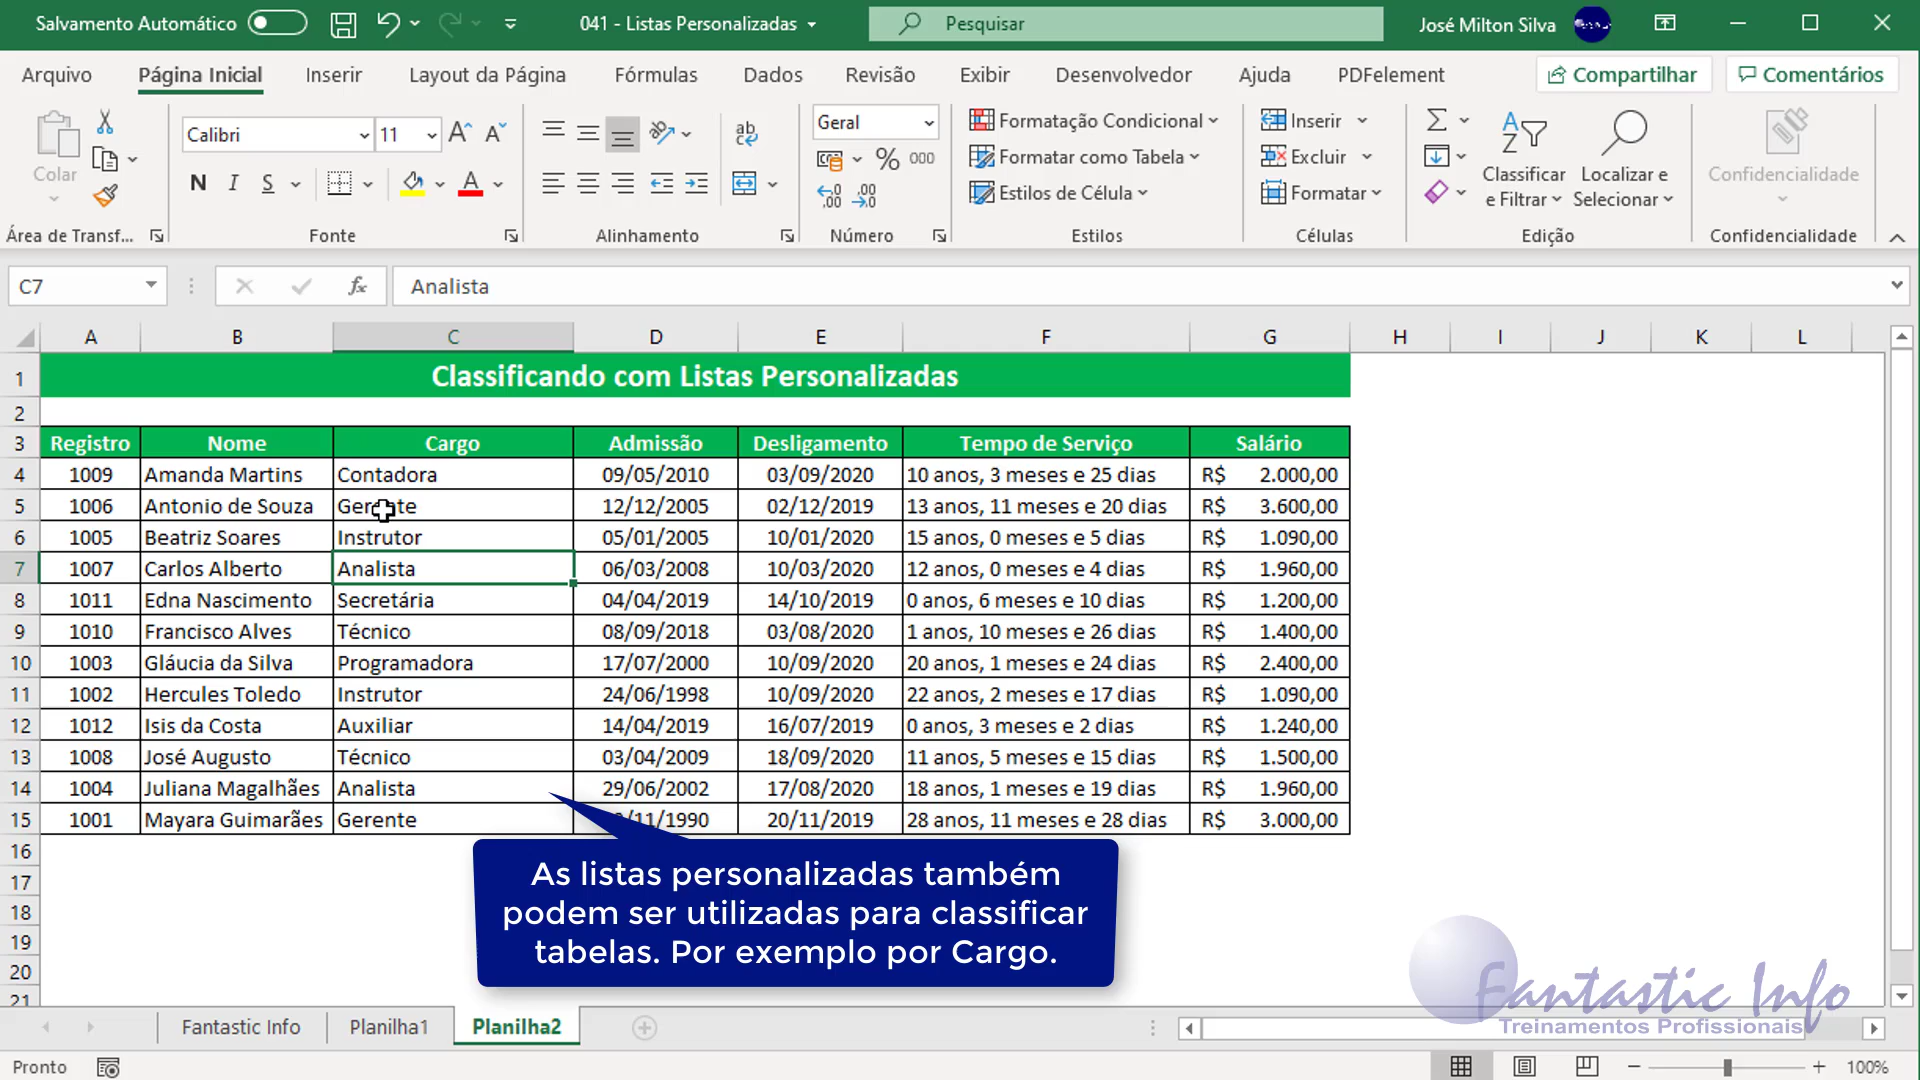 Salvamento Automático
041 - Listas Personalizadas
Pesquisar
José Milton Silva
Arquivo Página Inicial Inserir Layout da Página Fórmulas Dados Revisão Exibir Desenvolvedor Ajuda PDFelement Compartilhar Comentários
Colar
Calibri 11
N I S
Geral
% 000
Formatação Condicional
Formatar como Tabela
Estilos de Célula
Inserir
Excluir
Formatar
Classificar e Filtrar
Localizar e Selecionar
Confidencialidade
Área de Transf... Fonte Alinhamento Número Estilos Células Edição Confidencialidade
C7 fx Analista
A B C D E F G H I J K L
1 Classificando com Listas Personalizadas
2
3 Registro Nome Cargo Admissão Desligamento Tempo de Serviço Salário
4 1009 Amanda Martins Contadora 09/05/2010 03/09/2020 10 anos, 3 meses e 25 dias R$ 2.000,00
5 1006 Antonio de Souza 12/12/2005 02/12/2019 13 anos, 11 meses e 20 dias R$ 3.600,00
6 1005 Beatriz Soares Instrutor 05/01/2005 10/01/2020 15 anos, 0 meses e 5 dias R$ 1.090,00
7 1007 Carlos Alberto Analista 06/03/2008 10/03/2020 12 anos, 0 meses e 4 dias R$ 1.960,00
8 1011 Edna Nascimento Secretária 04/04/2019 14/10/2019 0 anos, 6 meses e 10 dias R$ 1.200,00
9 1010 Francisco Alves Técnico 08/09/2018 03/08/2020 1 anos, 10 meses e 26 dias R$ 1.400,00
10 1003 Gláucia da Silva Programadora 17/07/2000 10/09/2020 20 anos, 1 meses e 24 dias R$ 2.400,00
11 1002 Hercules Toledo Instrutor 24/06/1998 10/09/2020 22 anos, 2 meses e 17 dias R$ 1.090,00
12 1012 Isis da Costa Auxiliar 14/04/2019 16/07/2019 0 anos, 3 meses e 2 dias R$ 1.240,00
13 1008 José Augusto Técnico 03/04/2009 18/09/2020 11 anos, 5 meses e 15 dias R$ 1.500,00
14 1004 Juliana Magalhães Analista 29/06/2002 17/08/2020 18 anos, 1 meses e 19 dias R$ 1.960,00
15 1001 Mayara Guimarães Gerente /11/1990 20/11/2019 28 anos, 11 meses e 28 dias R$ 3.000,00
16
17
18
19
20
21
As listas personalizadas também
podem ser utilizadas para classificar
tabelas. Por exemplo por Cargo.
Fantastic Info
Treinamentos Profissionais
Fantastic Info Planilha1 Planilha2
Pronto 100%